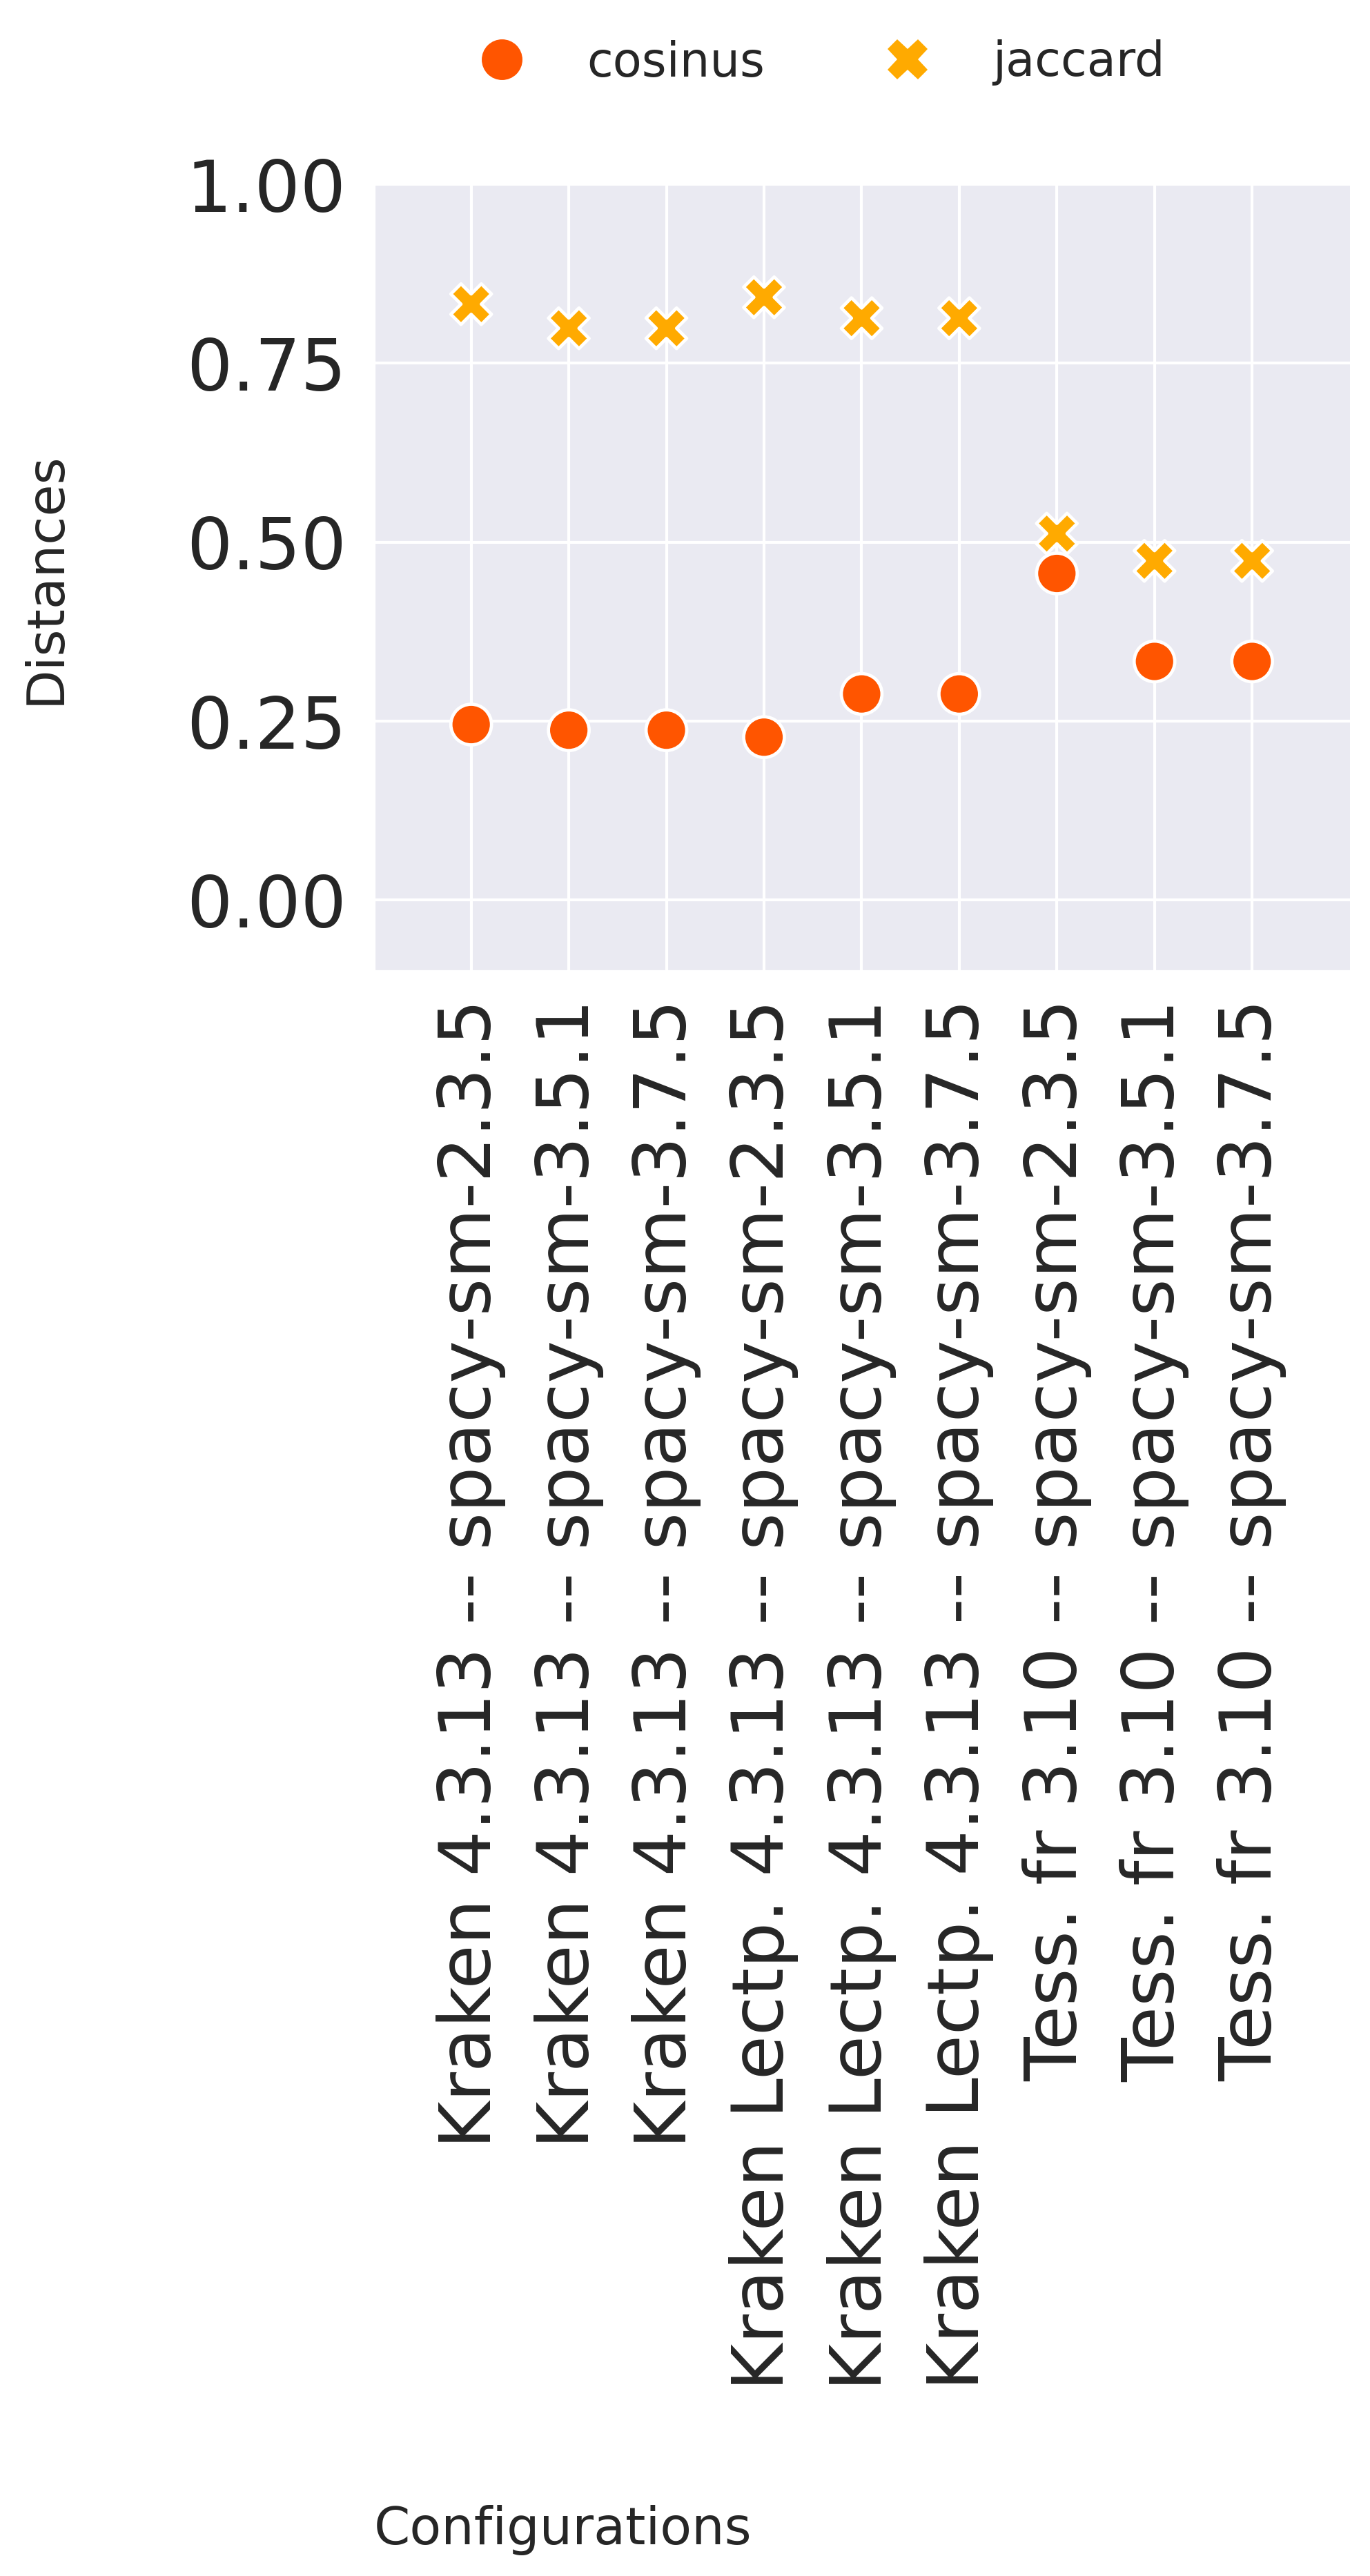 cosinus
jaccard
1.00
0.75
0.50
0.25
0.00
Distances
Kraken 4.3.13 -- spacy-sm-2.3.5
Kraken 4.3.13 -- spacy-sm-3.5.1
Kraken 4.3.13 -- spacy-sm-3.7.5
Kraken Lectp. 4.3.13 -- spacy-sm-2.3.5
Kraken Lectp. 4.3.13 -- spacy-sm-3.5.1
Kraken Lectp. 4.3.13 -- spacy-sm-3.7.5
Tess. fr 3.10 -- spacy-sm-2.3.5
Tess. fr 3.10 -- spacy-sm-3.5.1
Tess. fr 3.10 -- spacy-sm-3.7.5
Configurations